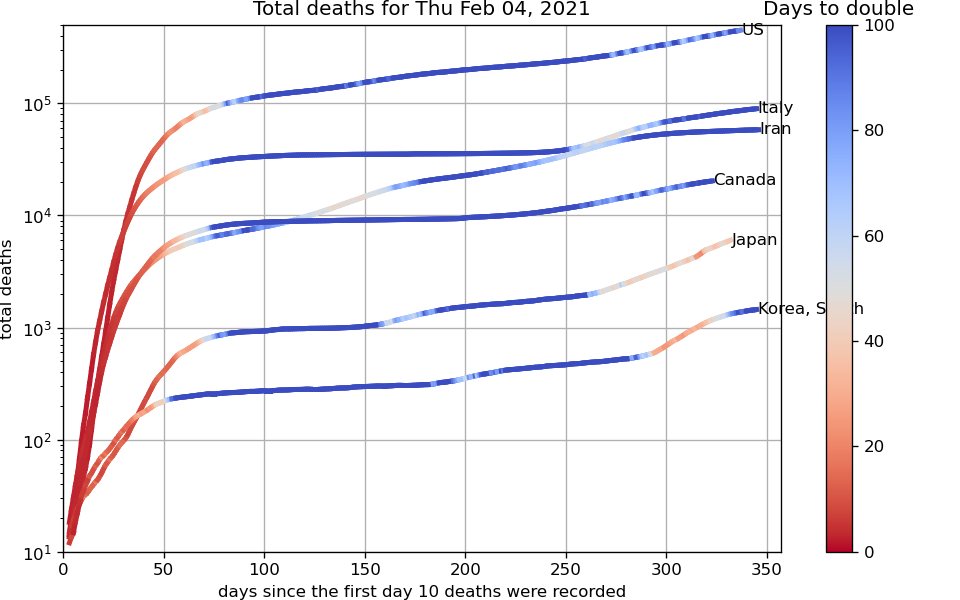 Total deaths for Thu Feb 04, 2021
Days to double
total deaths
10^5
10^4
10^3
10^2
10^1
US
Italy
Iran
Canada
Japan
Korea, S h
100
80
60
40
20
0
0 50 100 150 200 250 300 350
days since the first day 10 deaths were recorded